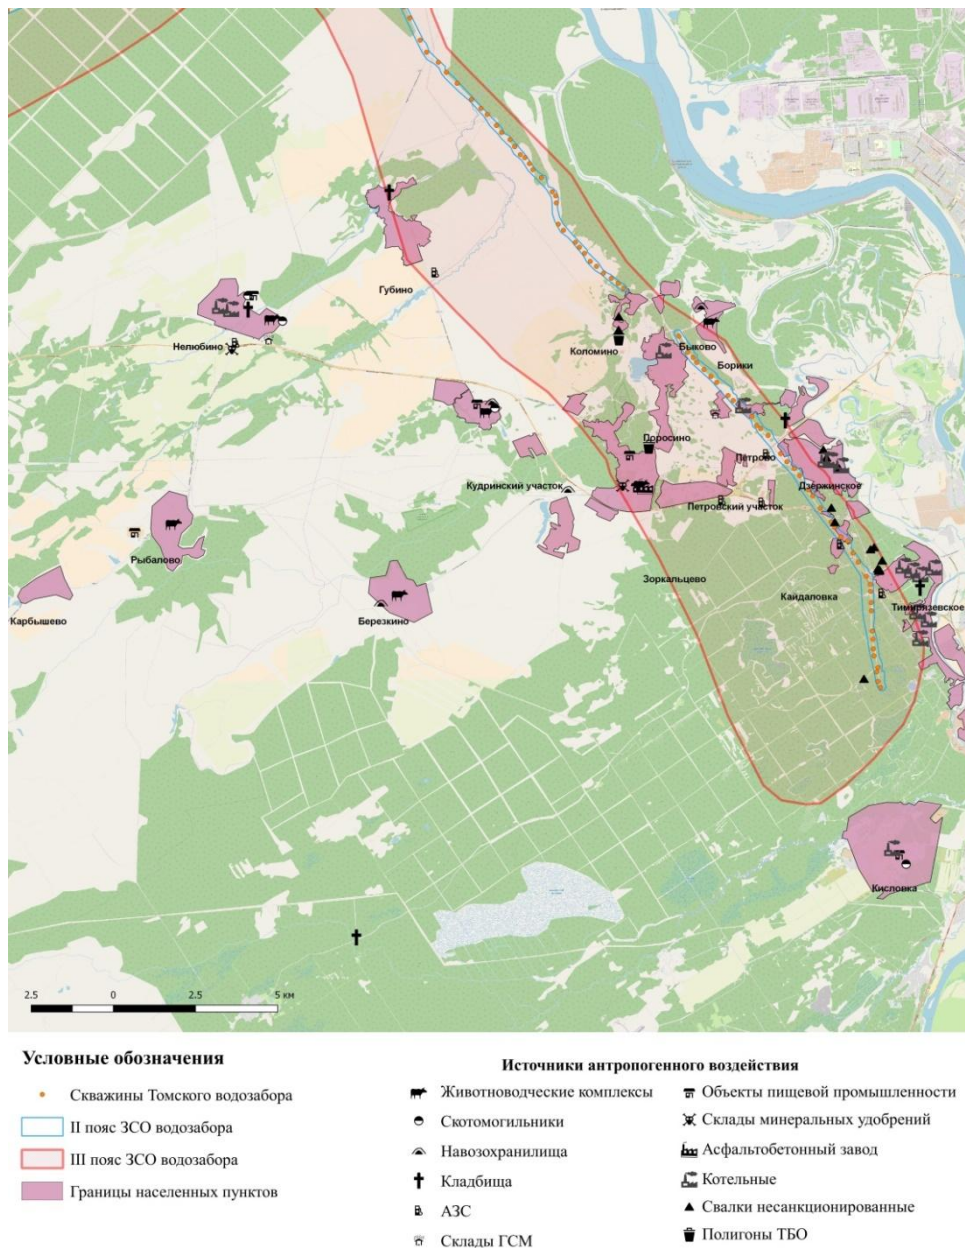 Губино
Нелюбино
Коломино
Быково
Борики
Поросино
Петрово
Кудринский участок
Дзержинское
Петровский участок
Рыбалово
Зоркальцево
Кайдаловка
Тимирязевское
Карбышево
Березкино
Кисловка
2.5 0 2.5 5 км
Условные обозначения
Скважины Томского водозабора
II пояс ЗСО водозабора
III пояс ЗСО водозабора
Границы населенных пунктов
Источники антропогенного воздействия
Животноводческие комплексы
Скотомогильники
Навозохранилища
Кладбища
АЗС
Склады ГСМ
Объекты пищевой промышленности
Склады минеральных удобрений
Асфальтобетонный завод
Котельные
Свалки несанкционированные
Полигоны ТБО